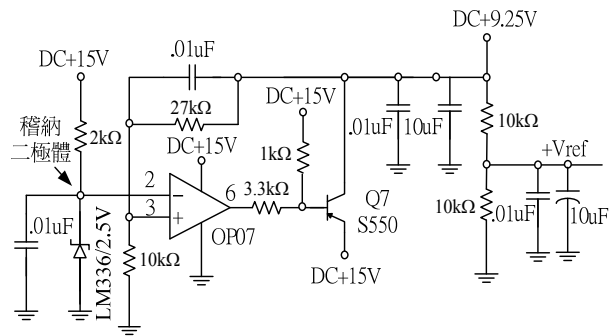 DC+9.25V
DC+15V
.01uF
27kΩ
DC+15V
稽納
二極體
2kΩ
DC+15V
.01uF
10uF
10kΩ
1kΩ
+Vref
2
6
3.3kΩ
Q7
3
S550
10kΩ
.01uF
10uF
.01uF
LM336/2.5V
OP07
10kΩ
DC+15V